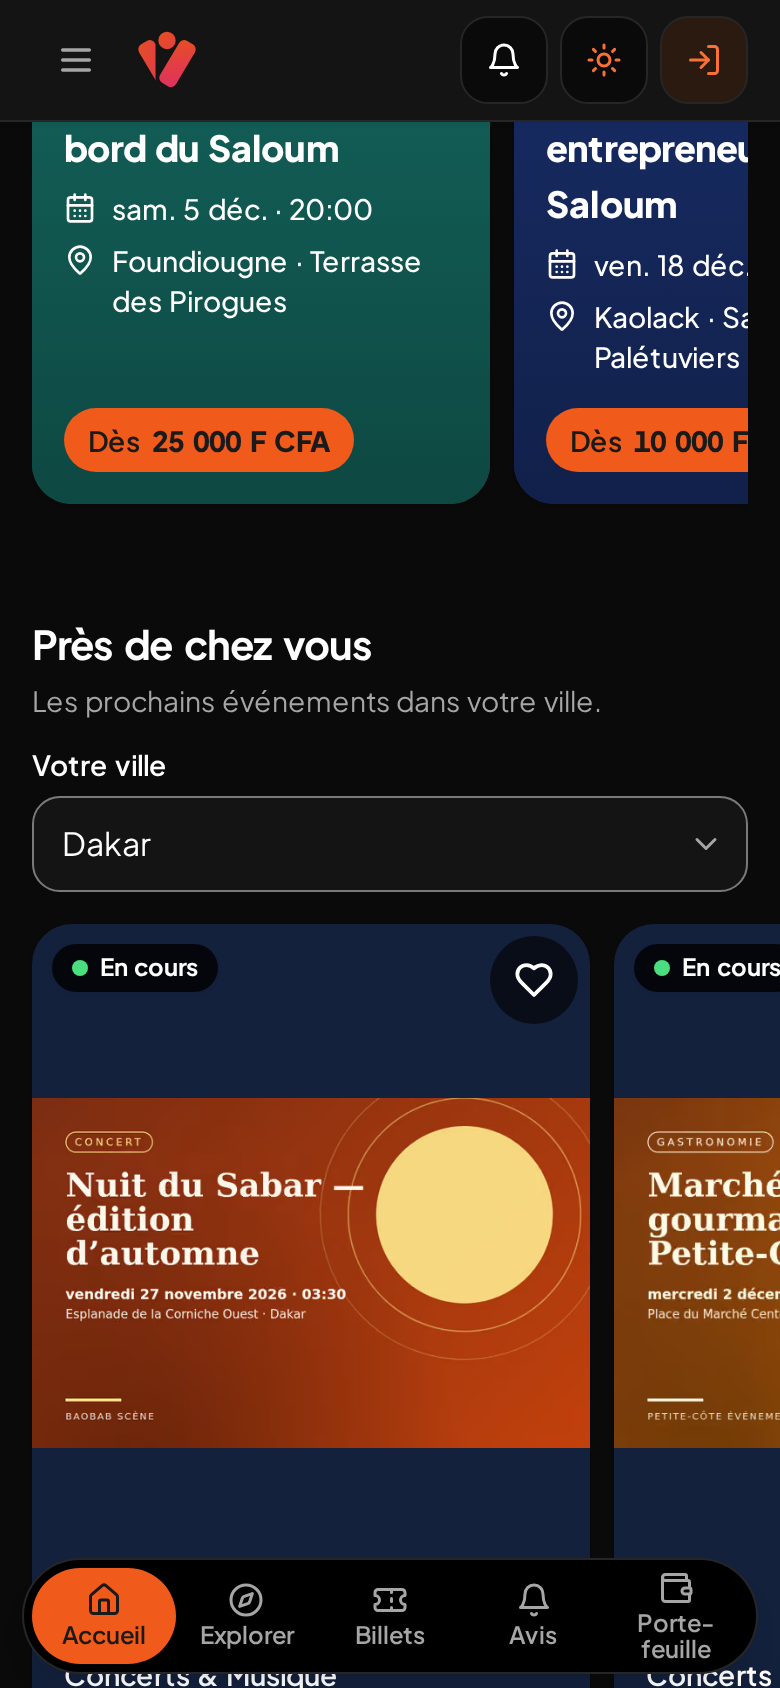 bord du Saloum
sam. 5 déc. · 20:00
Foundiougne · Terrasse
des Pirogues
Dès 25 000 F CFA
entrepreneu
Saloum
ven. 18 déc.
Kaolack · Sa
Palétuviers
Dès 10 000 F
Près de chez vous
Les prochains événements dans votre ville.
Votre ville
Dakar
En cours
CONCERT
Nuit du Sabar —
édition
d’automne
vendredi 27 novembre 2026 · 03:30
Esplanade de la Corniche Ouest · Dakar
BAOBAB SCÈNE
En cours
GASTRONOMIE
Marché
gourma
Petite-C
mercredi 2 décem
Place du Marché Cent
PETITE-CÔTE ÉVÉNEME
Accueil
Explorer
Billets
Avis
Porte-
feuille
Concerts & Musique
Concerts